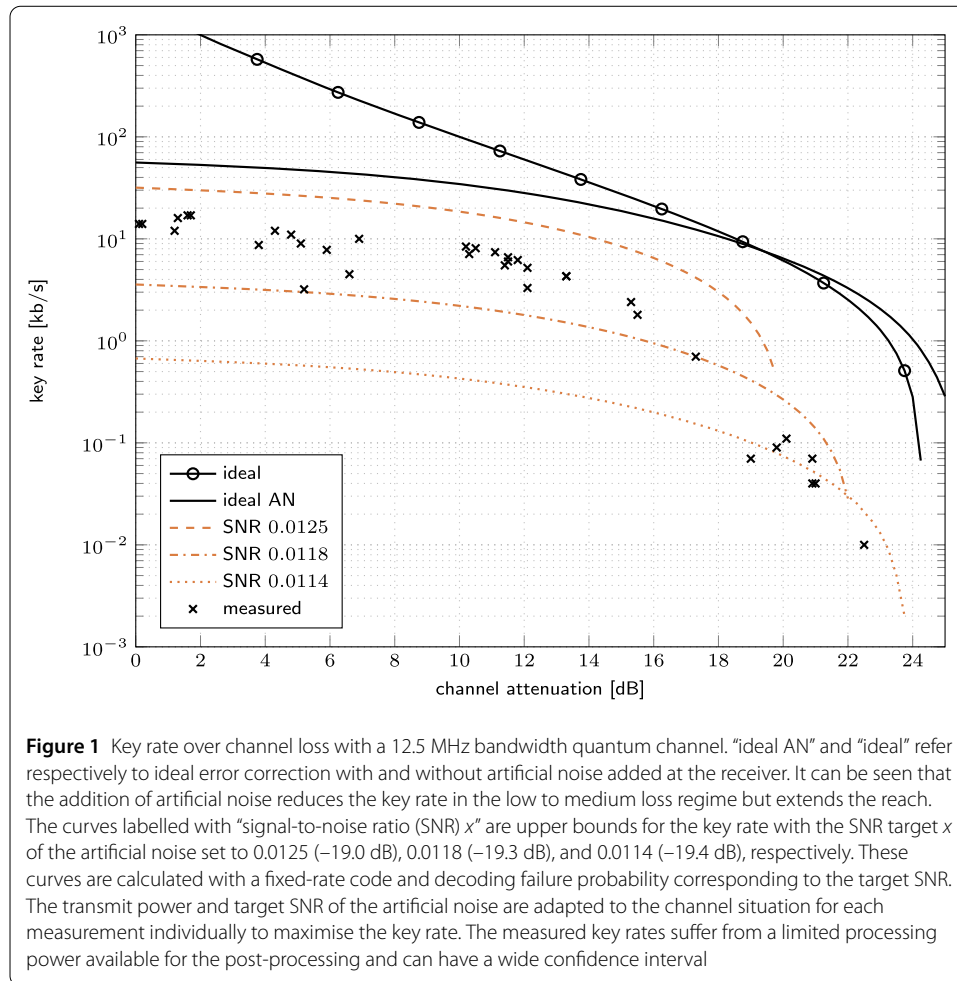 10³
10²
10¹
10⁰
10⁻¹
10⁻²
10⁻³
key rate [kb/s]
ideal
ideal AN
SNR 0.0125
SNR 0.0118
SNR 0.0114
measured
0 2 4 6 8 10 12 14 16 18 20 22 24
channel attenuation [dB]
Figure 1 Key rate over channel loss with a 12.5 MHz bandwidth quantum channel. “ideal AN” and “ideal” refer
respectively to ideal error correction with and without artificial noise added at the receiver. It can be seen that
the addition of artificial noise reduces the key rate in the low to medium loss regime but extends the reach.
The curves labelled with “signal-to-noise ratio (SNR) x” are upper bounds for the key rate with the SNR target x
of the artificial noise set to 0.0125 (–19.0 dB), 0.0118 (–19.3 dB), and 0.0114 (–19.4 dB), respectively. These
curves are calculated with a fixed-rate code and decoding failure probability corresponding to the target SNR.
The transmit power and target SNR of the artificial noise are adapted to the channel situation for each
measurement individually to maximise the key rate. The measured key rates suffer from a limited processing
power available for the post-processing and can have a wide confidence interval